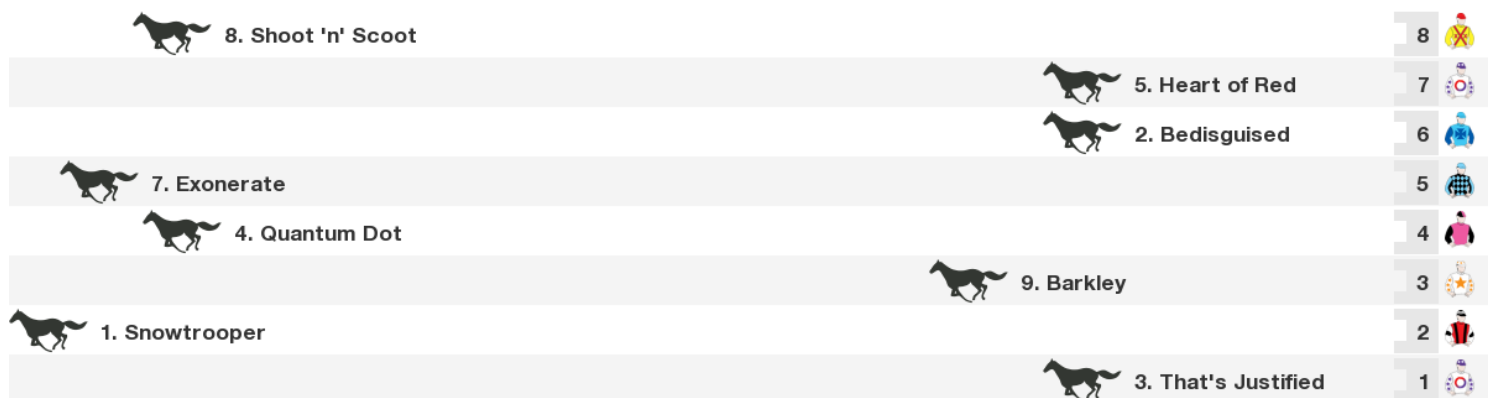 8. Shoot 'n' Scoot 8
5. Heart of Red 7
2. Bedisguised 6
7. Exonerate 5
4. Quantum Dot 4
9. Barkley 3
1. Snowtrooper 2
3. That's Justified 1